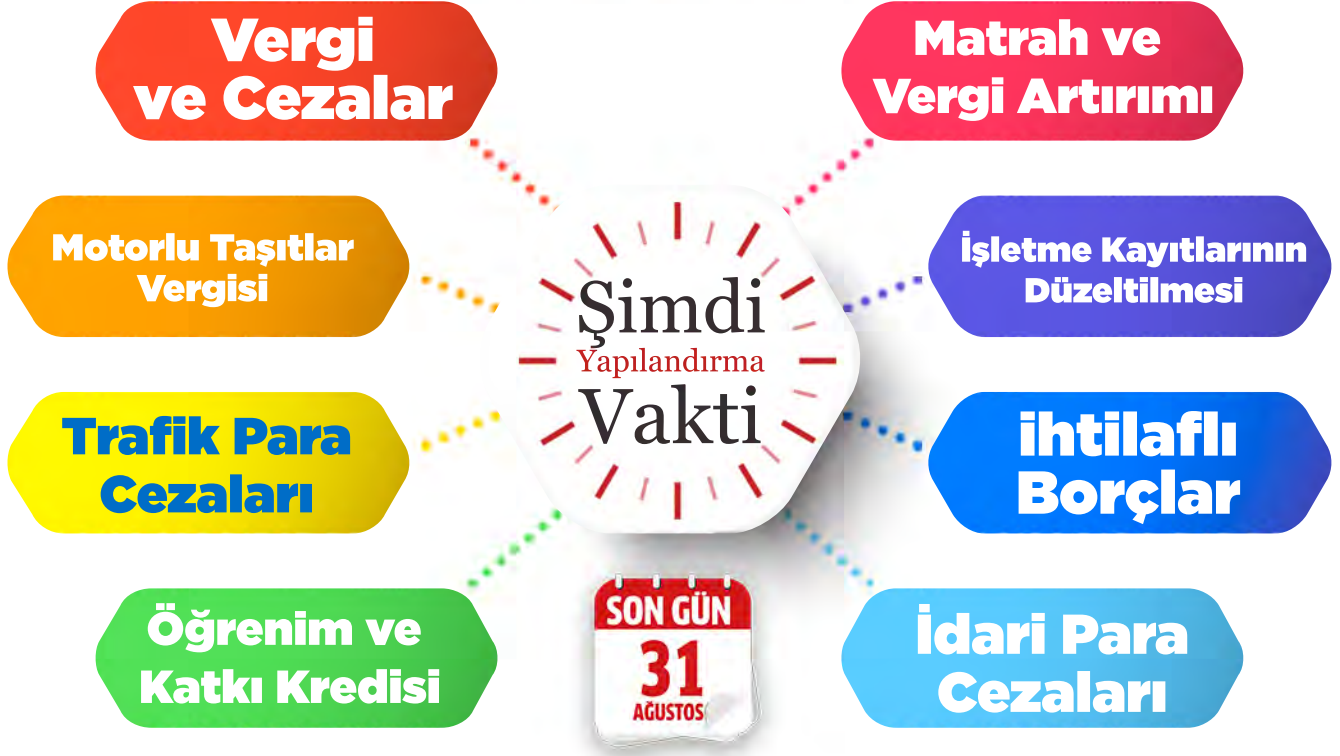 Vergi
ve Cezalar
Motorlu Taşıtlar
Vergisi
Trafik Para
Cezaları
Öğrenim ve
Katkı Kredisi
Şimdi
Yapılandırma
Vakti
SON GÜN
31
AĞUSTOS
Matrah ve
Vergi Artırımı
İşletme Kayıtlarının
Düzeltilmesi
ihtilaflı
Borçlar
İdari Para
Cezaları